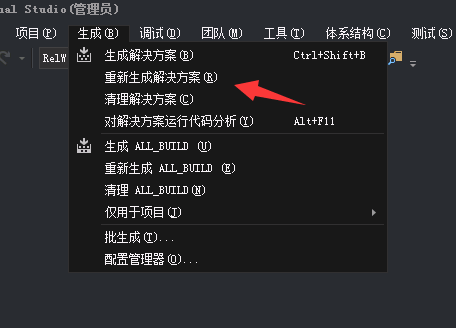 ual Studio(管理员)
项目(P) 生成(B) 调试(D) 团队(M) 工具(T) 体系结构(C) 测试(S)
RelW
生成解决方案(B) Ctrl+Shift+B
重新生成解决方案(R)
清理解决方案(C)
对解决方案运行代码分析(Y) Alt+F11
生成 ALL_BUILD (U)
重新生成 ALL_BUILD (E)
清理 ALL_BUILD(N)
仅用于项目(J)
批生成(T)...
配置管理器(O)...